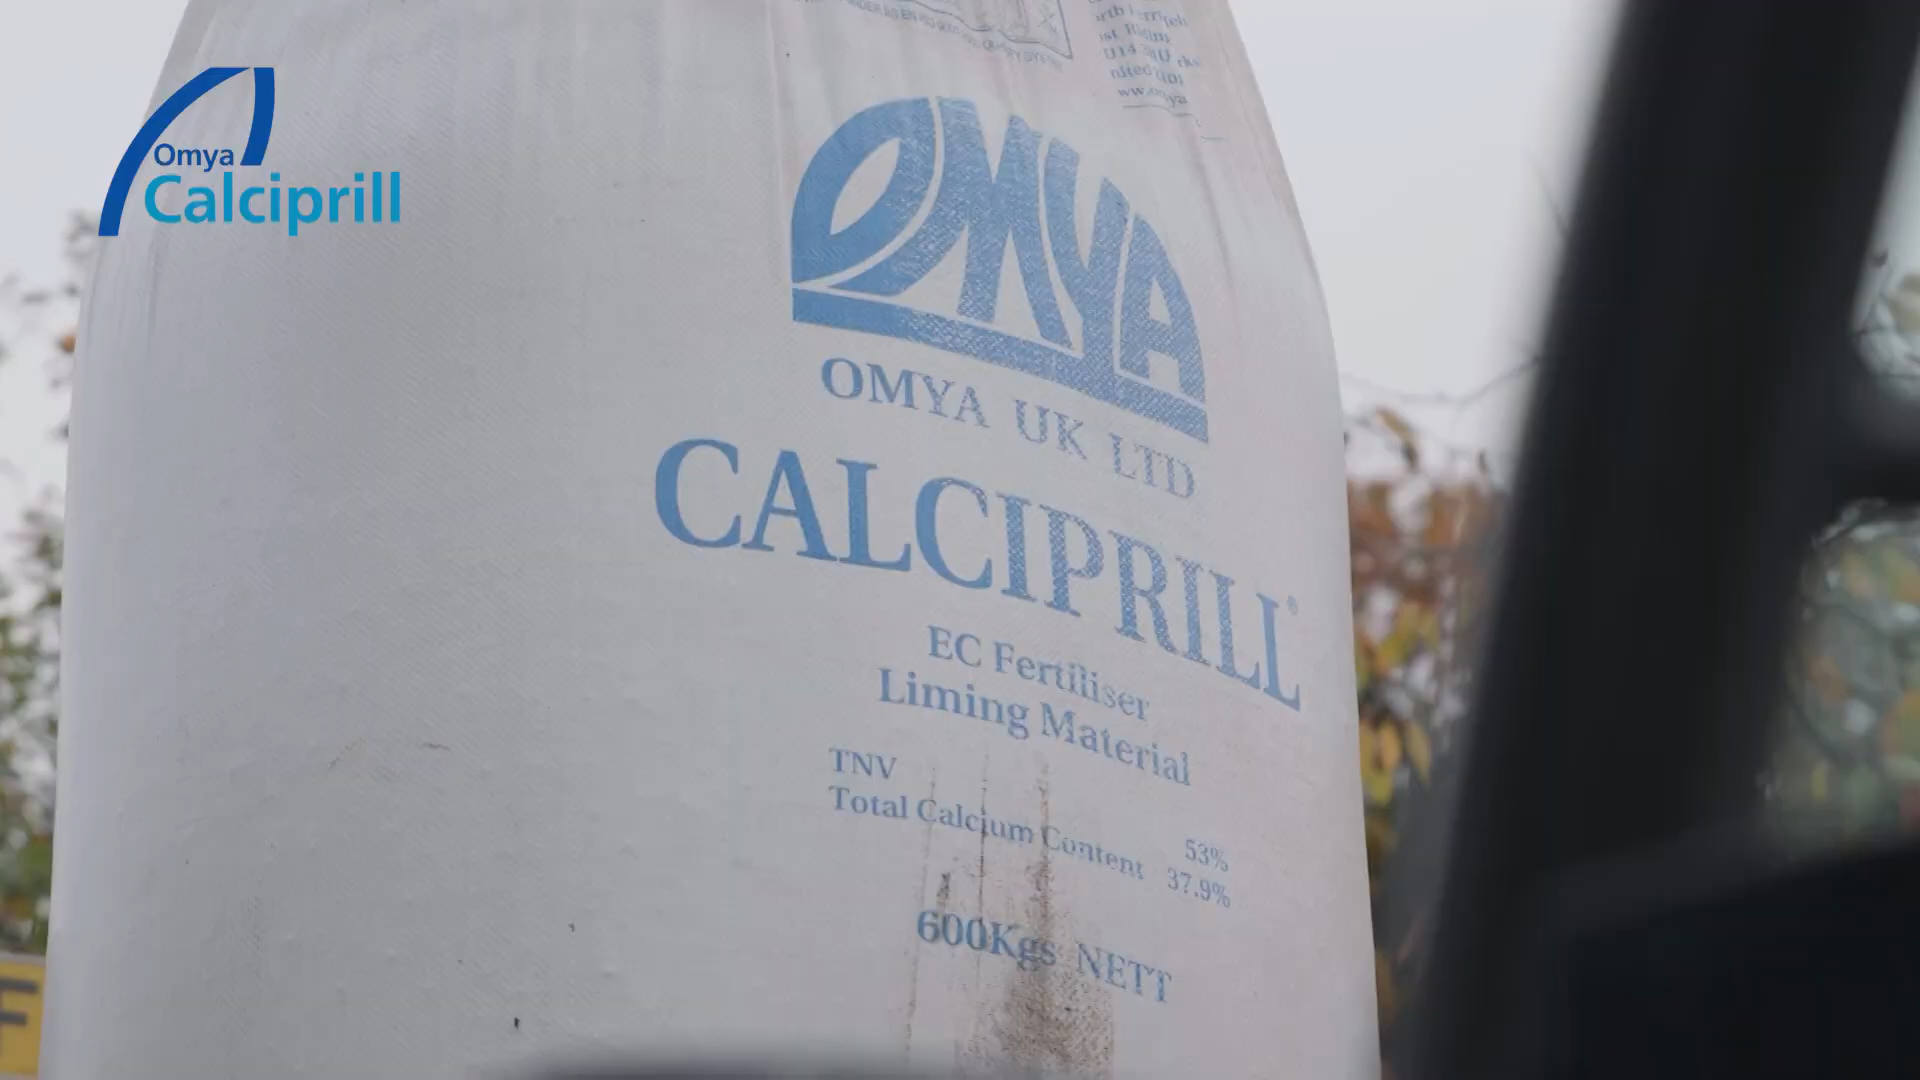 Omya
Calciprill
OMYA
OMYA UK LTD
CALCIPRILL®
EC Fertiliser
Liming Material
TNV 53%
Total Calcium Content 37.9%
600Kgs NETT